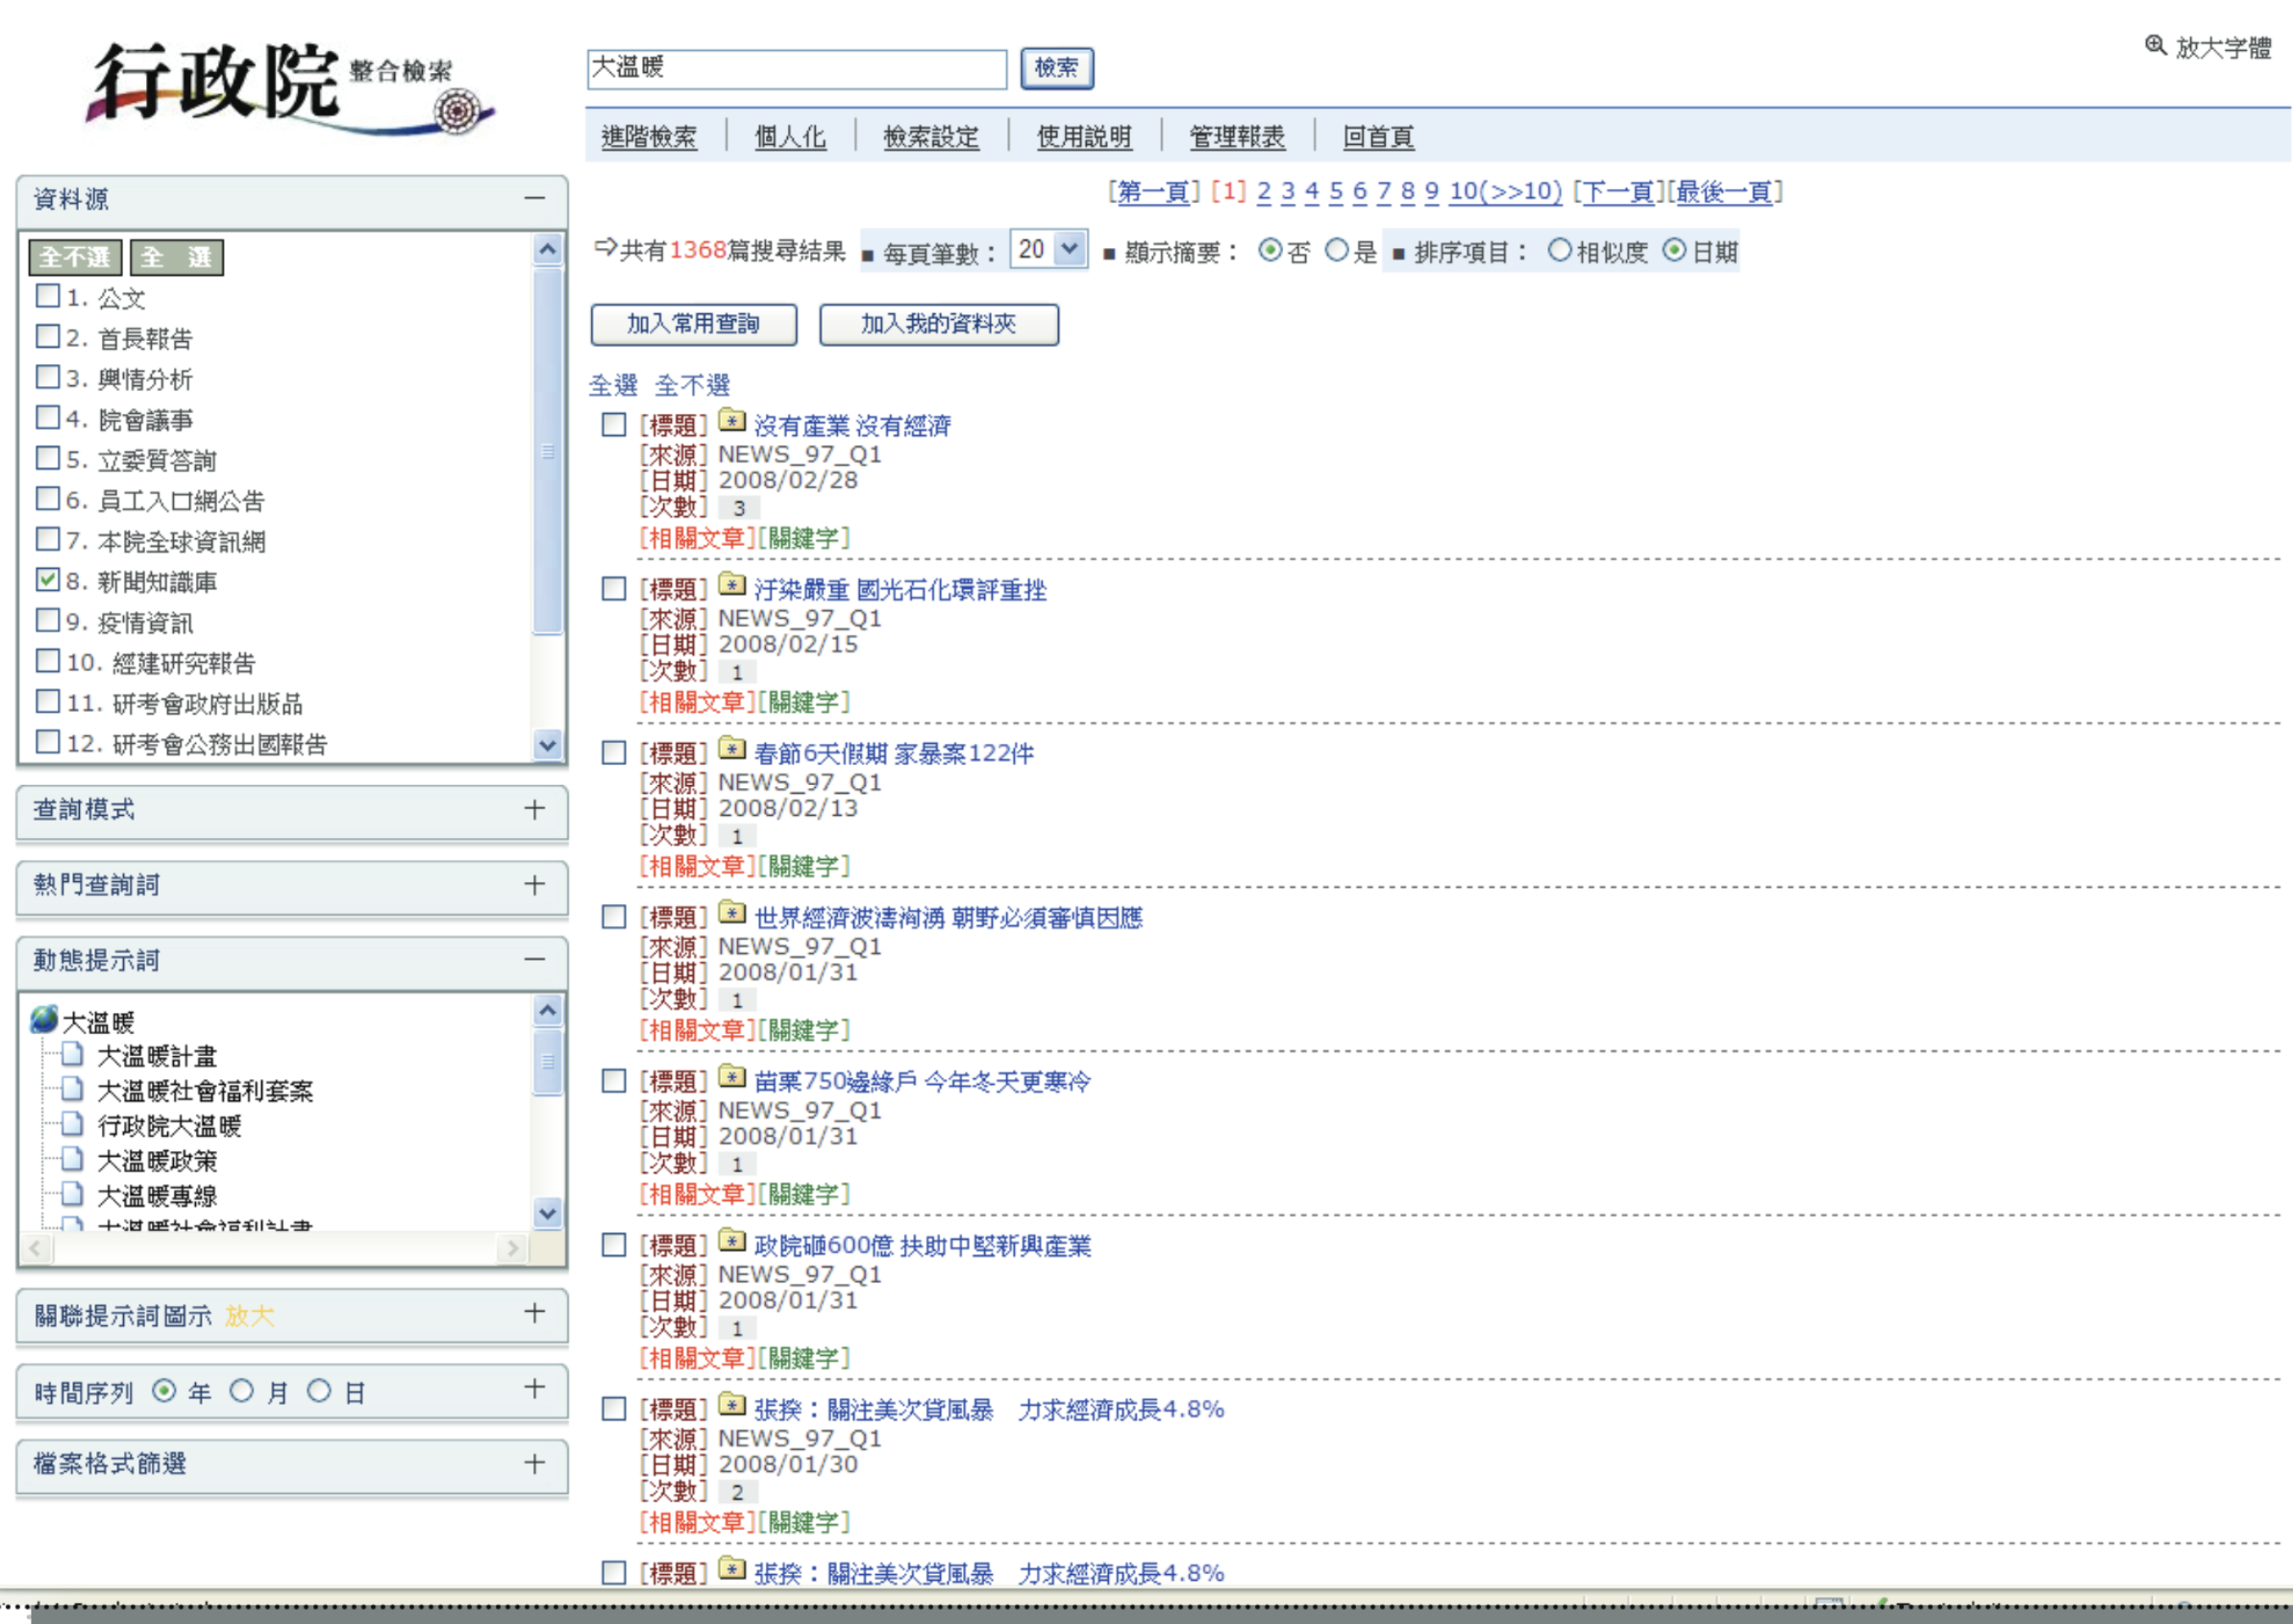 行政院 整合檢索
大溫暖 檢索
放大字體
進階檢索 個人化 檢索設定 使用說明 管理報表 回首頁
資料源
全不選 全 選
1. 公文
2. 首長報告
3. 輿情分析
4. 院會議事
5. 立委質答詢
6. 員工入口網公告
7. 本院全球資訊網
8. 新聞知識庫
9. 疫情資訊
10. 經建研究報告
11. 研考會政府出版品
12. 研考會公務出國報告
查詢模式
熱門查詢詞
動態提示詞
大溫暖
大溫暖計畫
大溫暖社會福利套案
行政院大溫暖
大溫暖政策
大溫暖專線
大溫暖社會福利計畫
關聯提示詞圖示 放大
時間序列 年 月 日
檔案格式篩選
[第一頁] [1] 2 3 4 5 6 7 8 9 10(>>10) [下一頁][最後一頁]
⇨共有1368篇搜尋結果 ■ 每頁筆數： 20 ■ 顯示摘要： 否 是 ■ 排序項目： 相似度 日期
加入常用查詢 加入我的資料夾
全選 全不選
[標題] 沒有產業 沒有經濟
[來源] NEWS_97_Q1
[日期] 2008/02/28
[次數] 3
[相關文章][關鍵字]
[標題] 汙染嚴重 國光石化環評重挫
[來源] NEWS_97_Q1
[日期] 2008/02/15
[次數] 1
[相關文章][關鍵字]
[標題] 春節6天假期 家暴案122件
[來源] NEWS_97_Q1
[日期] 2008/02/13
[次數] 1
[相關文章][關鍵字]
[標題] 世界經濟波濤洶湧 朝野必須審慎因應
[來源] NEWS_97_Q1
[日期] 2008/01/31
[次數] 1
[相關文章][關鍵字]
[標題] 苗栗750邊緣戶 今年冬天更寒冷
[來源] NEWS_97_Q1
[日期] 2008/01/31
[次數] 1
[相關文章][關鍵字]
[標題] 政院砸600億 扶助中堅新興產業
[來源] NEWS_97_Q1
[日期] 2008/01/31
[次數] 1
[相關文章][關鍵字]
[標題] 張揆：關注美次貸風暴 力求經濟成長4.8%
[來源] NEWS_97_Q1
[日期] 2008/01/30
[次數] 2
[相關文章][關鍵字]
[標題] 張揆：關注美次貸風暴 力求經濟成長4.8%